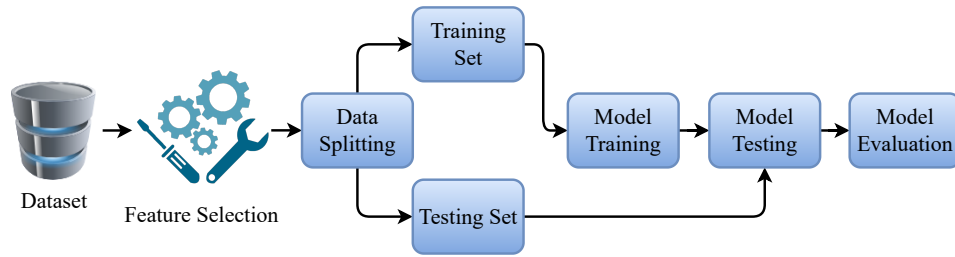 Dataset
Feature Selection
Data
Splitting
Training
Set
Testing Set
Model
Training
Model
Testing
Model
Evaluation